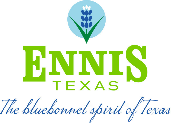 ENNIS
TEXAS
The bluebonnet spirit of Texas